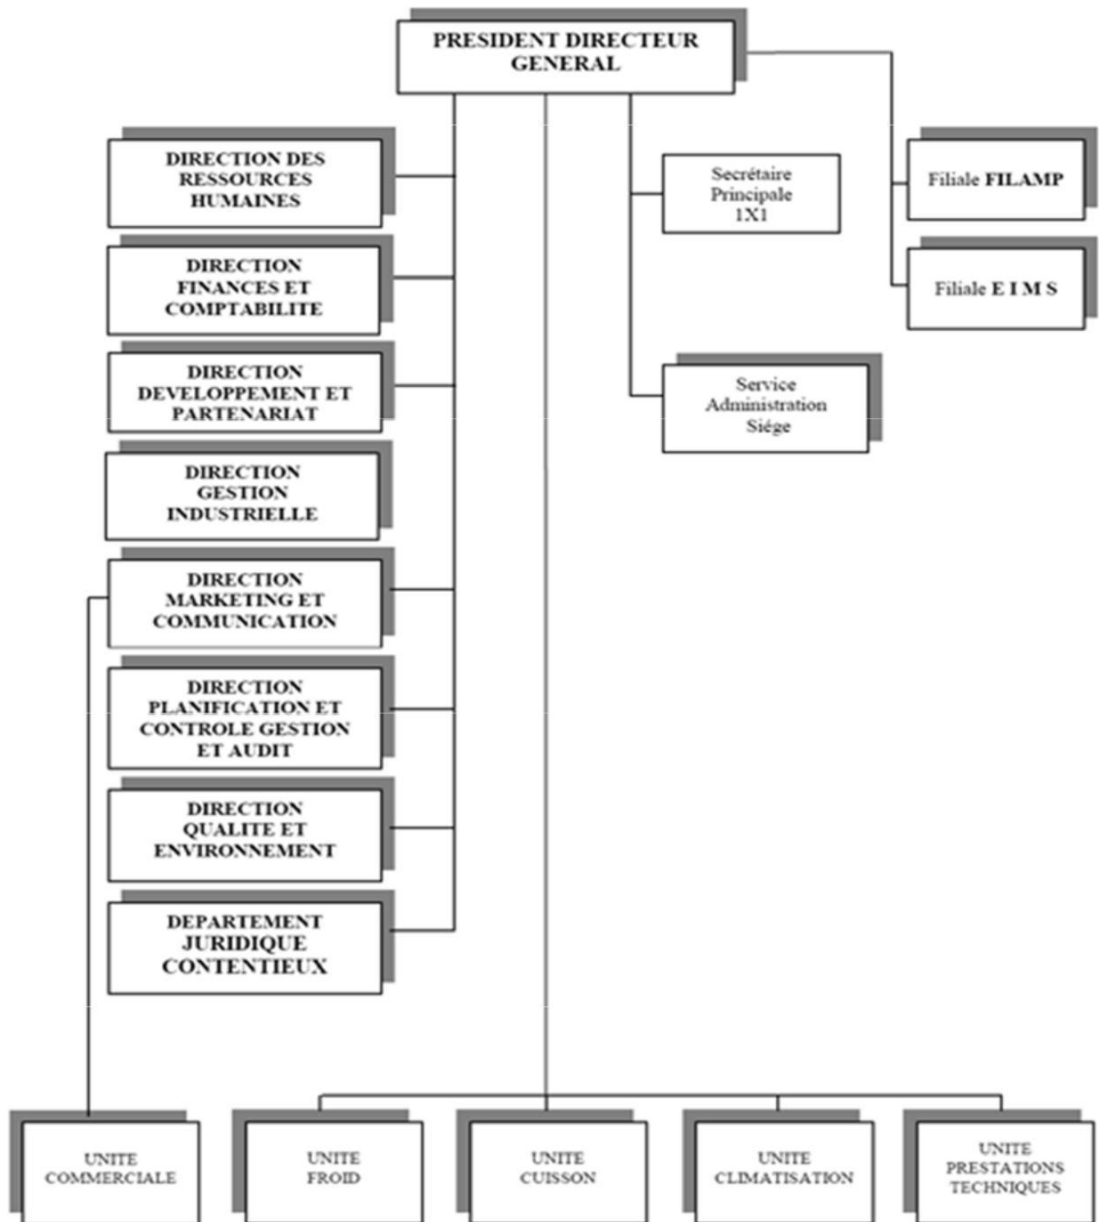 PRESIDENT DIRECTEUR
GENERAL
DIRECTION DES
RESSOURCES
HUMAINES
DIRECTION
FINANCES ET
COMPTABILITE
DIRECTION
DEVELOPPEMENT ET
PARTENARIAT
DIRECTION
GESTION
INDUSTRIELLE
DIRECTION
MARKETING ET
COMMUNICATION
DIRECTION
PLANIFICATION ET
CONTROLE GESTION
ET AUDIT
DIRECTION
QUALITE ET
ENVIRONNEMENT
DEPARTEMENT
JURIDIQUE
CONTENTIEUX
Secrétaire
Principale
1X1
Service
Administration
Siége
Filiale FILAMP
Filiale E I M S
UNITE
COMMERCIALE
UNITE
FROID
UNITE
CUISSON
UNITE
CLIMATISATION
UNITE
PRESTATIONS
TECHNIQUES